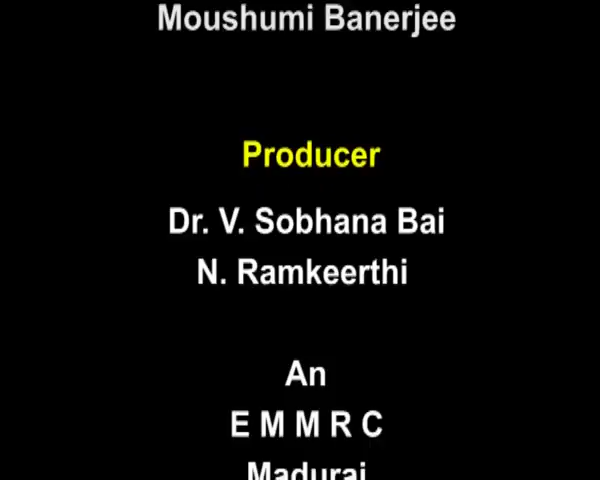 Moushumi Banerjee
Producer
Dr. V. Sobhana Bai
N. Ramkeerthi
An
E M M R C
Madurai